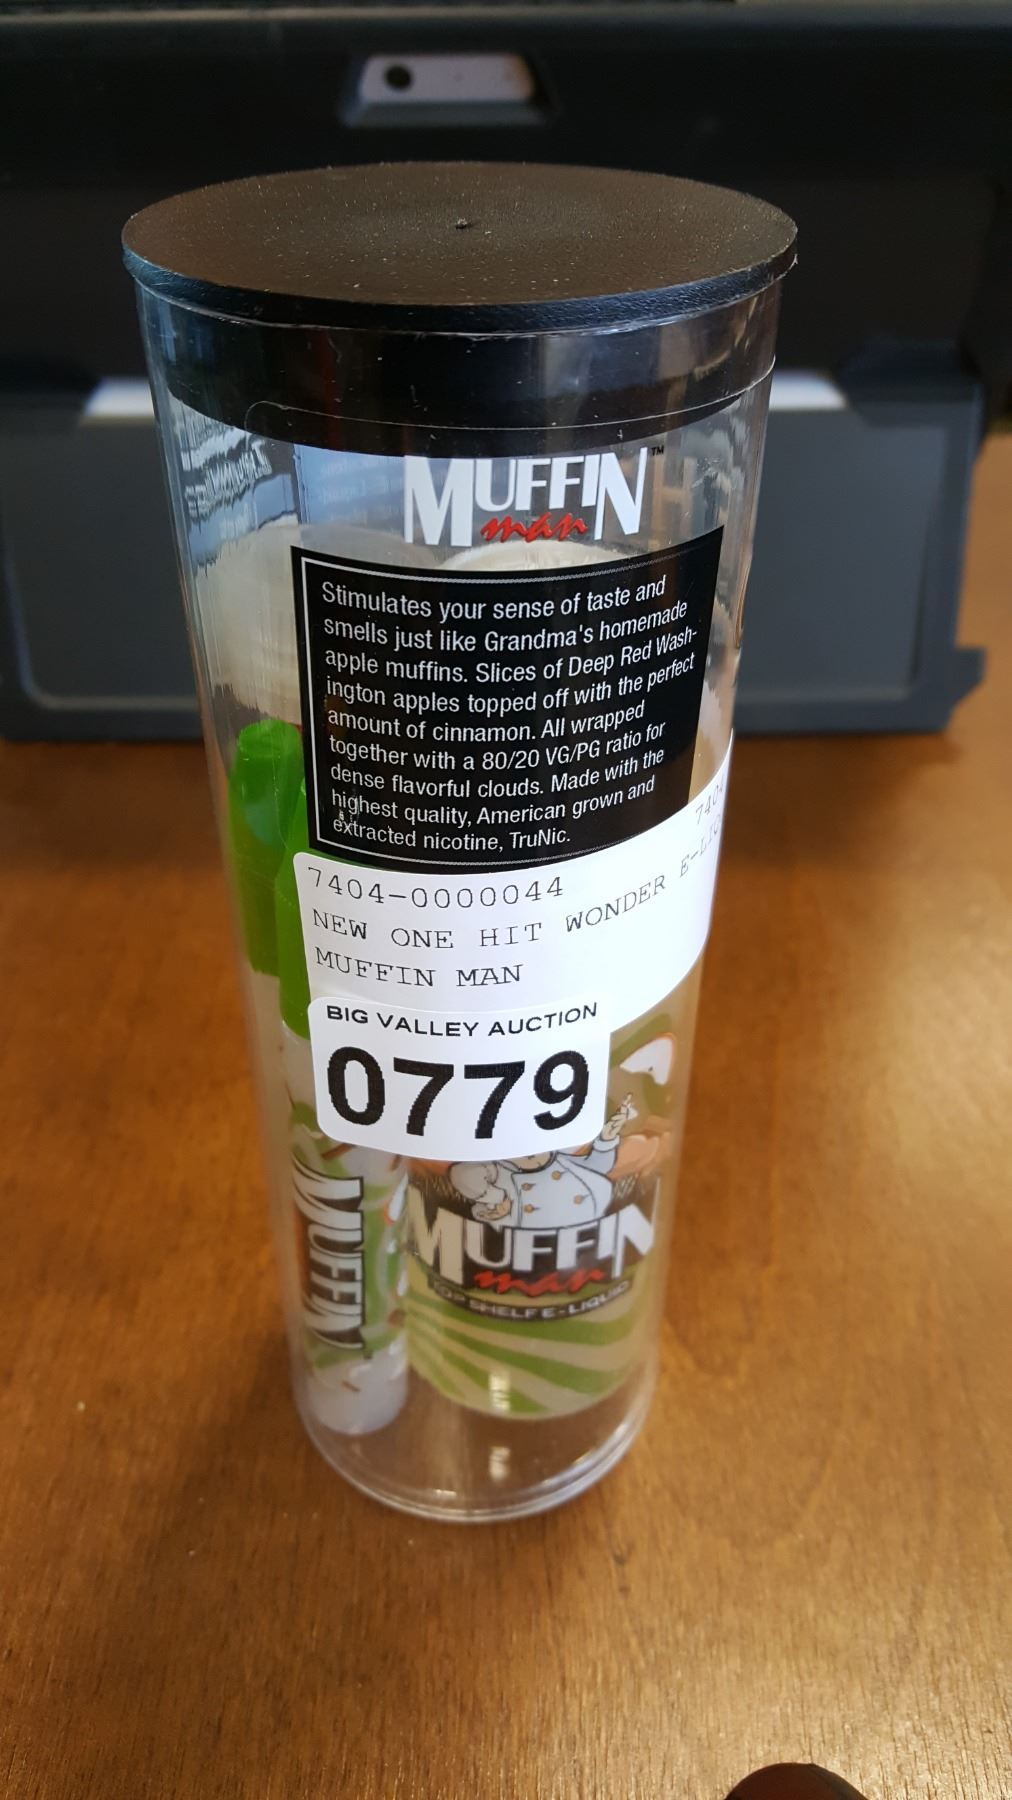 MUFFIN™
man
Stimulates your sense of taste and
smells just like Grandma's homemade
apple muffins. Slices of Deep Red Wash-
ington apples topped off with the perfect
amount of cinnamon. All wrapped
together with a 80/20 VG/PG ratio for
dense flavorful clouds. Made with the
highest quality, American grown and
extracted nicotine, TruNic.
7404-0000044
NEW ONE HIT WONDER
MUFFIN MAN
BIG VALLEY AUCTION
0779
MUFFIN
MUFFIN
man
TOP SHELF E-LIQUID